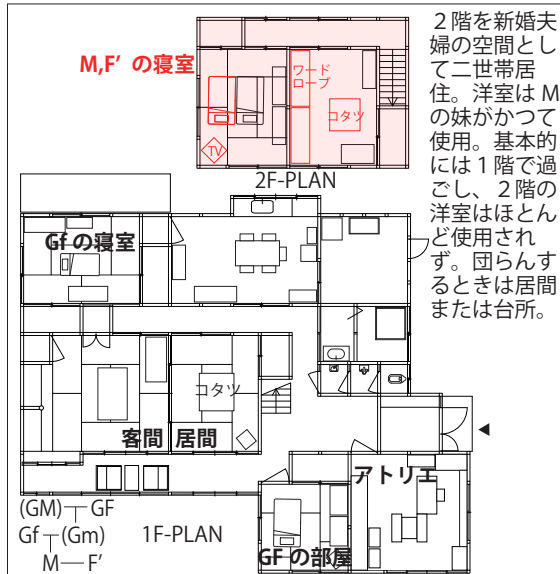 M,F’ の寝室
ワード
ローブ
コタツ
TV
2F-PLAN
２階を新婚夫
婦の空間とし
て二世帯居
住。洋室は M
の妹がかつて
使用。基本的
には１階で過
ごし、２階の
洋室はほとん
ど使用され
ず。団らんす
るときは居間
または台所。
Gf の寝室
コタツ
客間
居間
アトリエ
GF の部屋
(GM) GF
Gf (Gm)
M F’
1F-PLAN